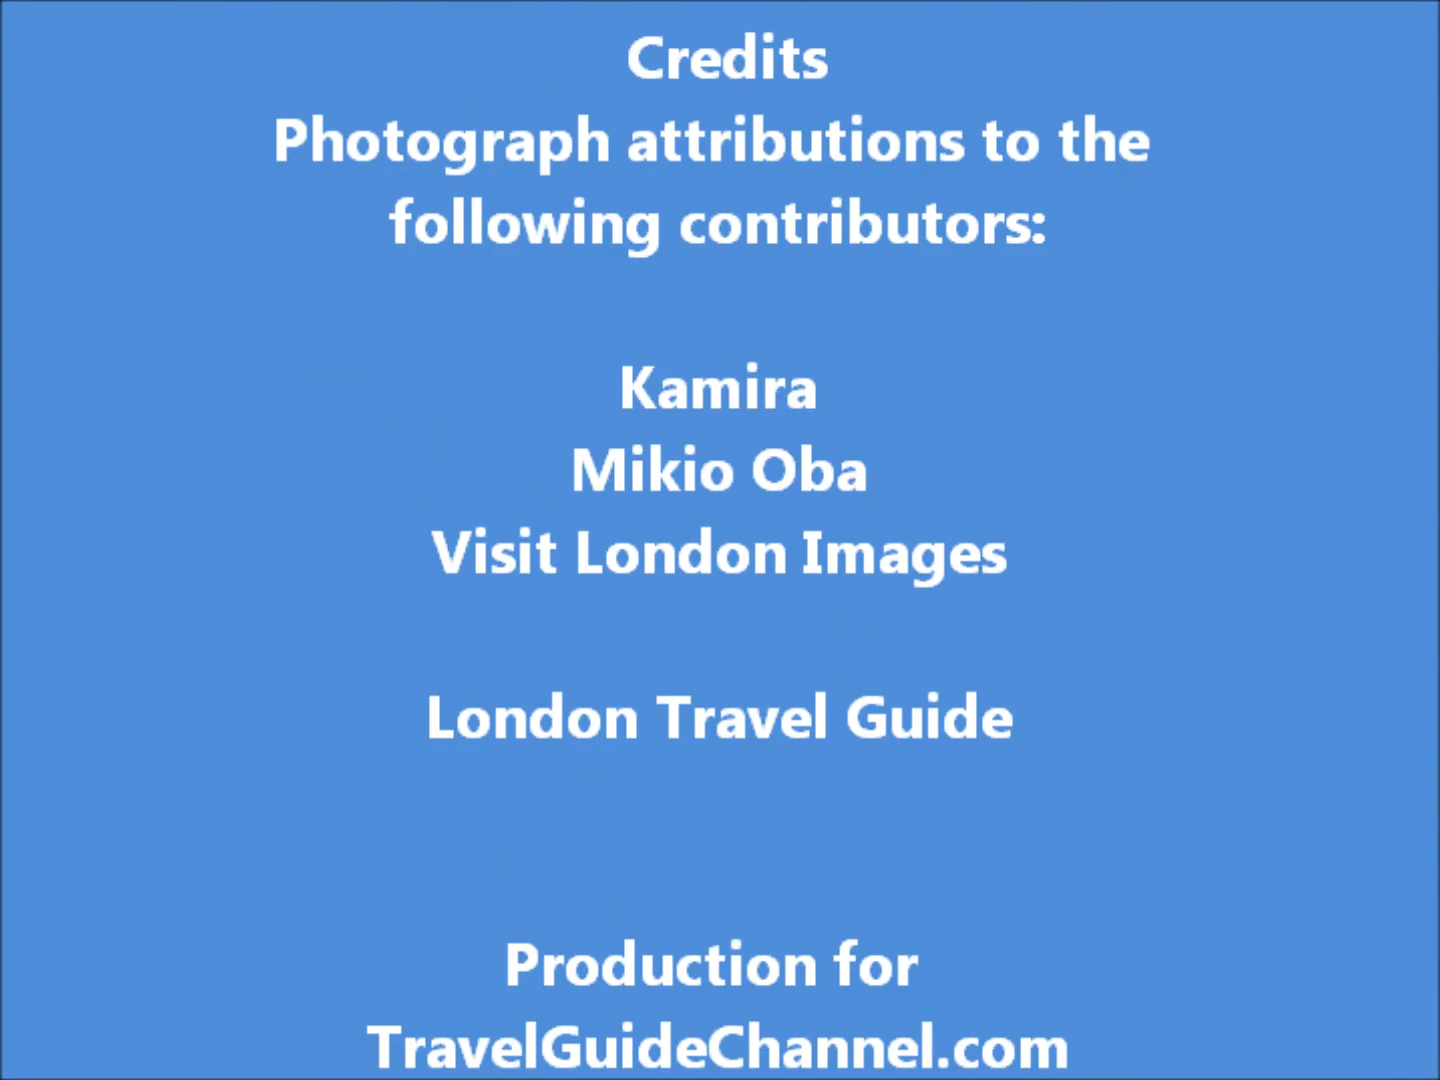 Credits
Photograph attributions to the
following contributors:
Kamira
Mikio Oba
Visit London Images
London Travel Guide
Production for
TravelGuideChannel.com